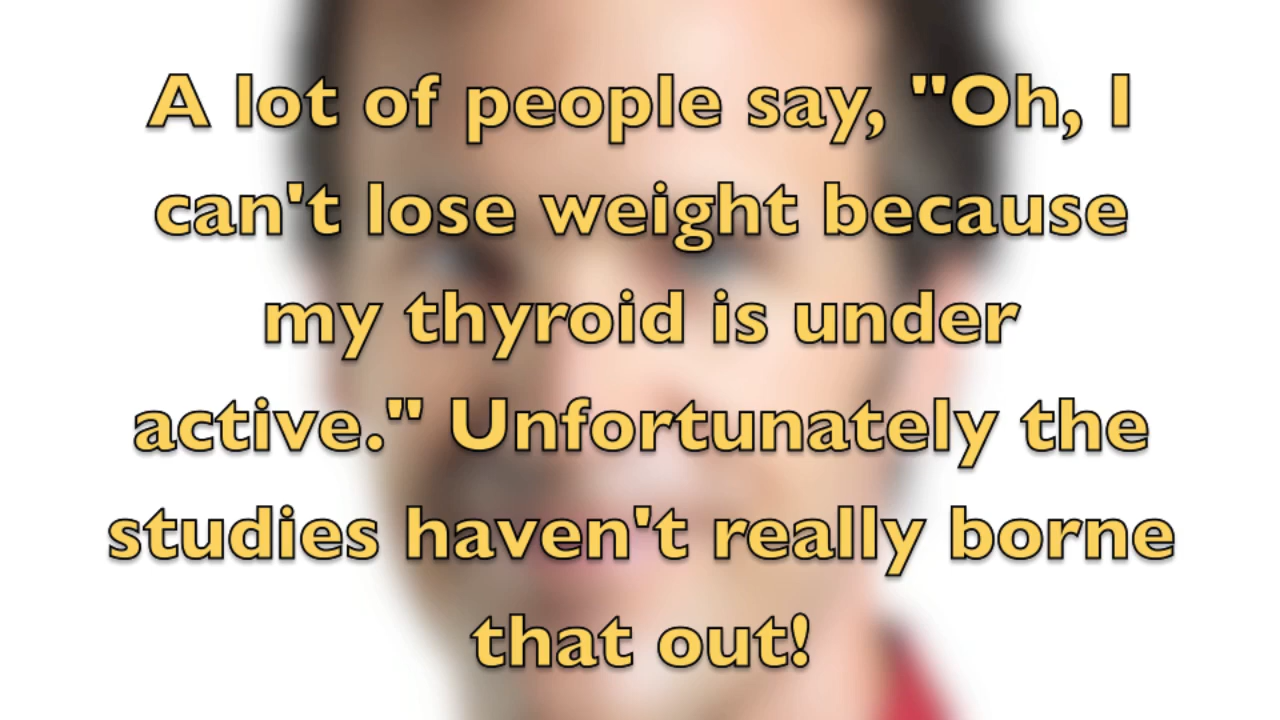 A lot of people say, "Oh, I
can't lose weight because
my thyroid is under
active." Unfortunately the
studies haven't really borne
that out!